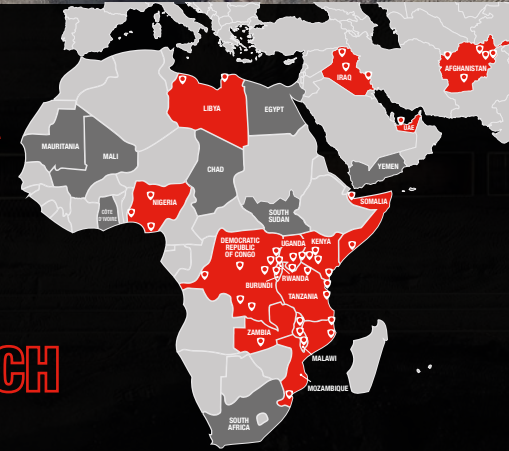 IRAQ
AFGHANISTAN
LIBYA
EGYPT
UAE
MAURITANIA
MALI
CHAD
YEMEN
NIGERIA
SOMALIA
CÔTE
D'IVOIRE
SOUTH
SUDAN
DEMOCRATIC
REPUBLIC
OF CONGO
UGANDA
KENYA
RWANDA
BURUNDI
TANZANIA
ZAMBIA
MALAWI
MOZAMBIQUE
SOUTH
AFRICA
CH